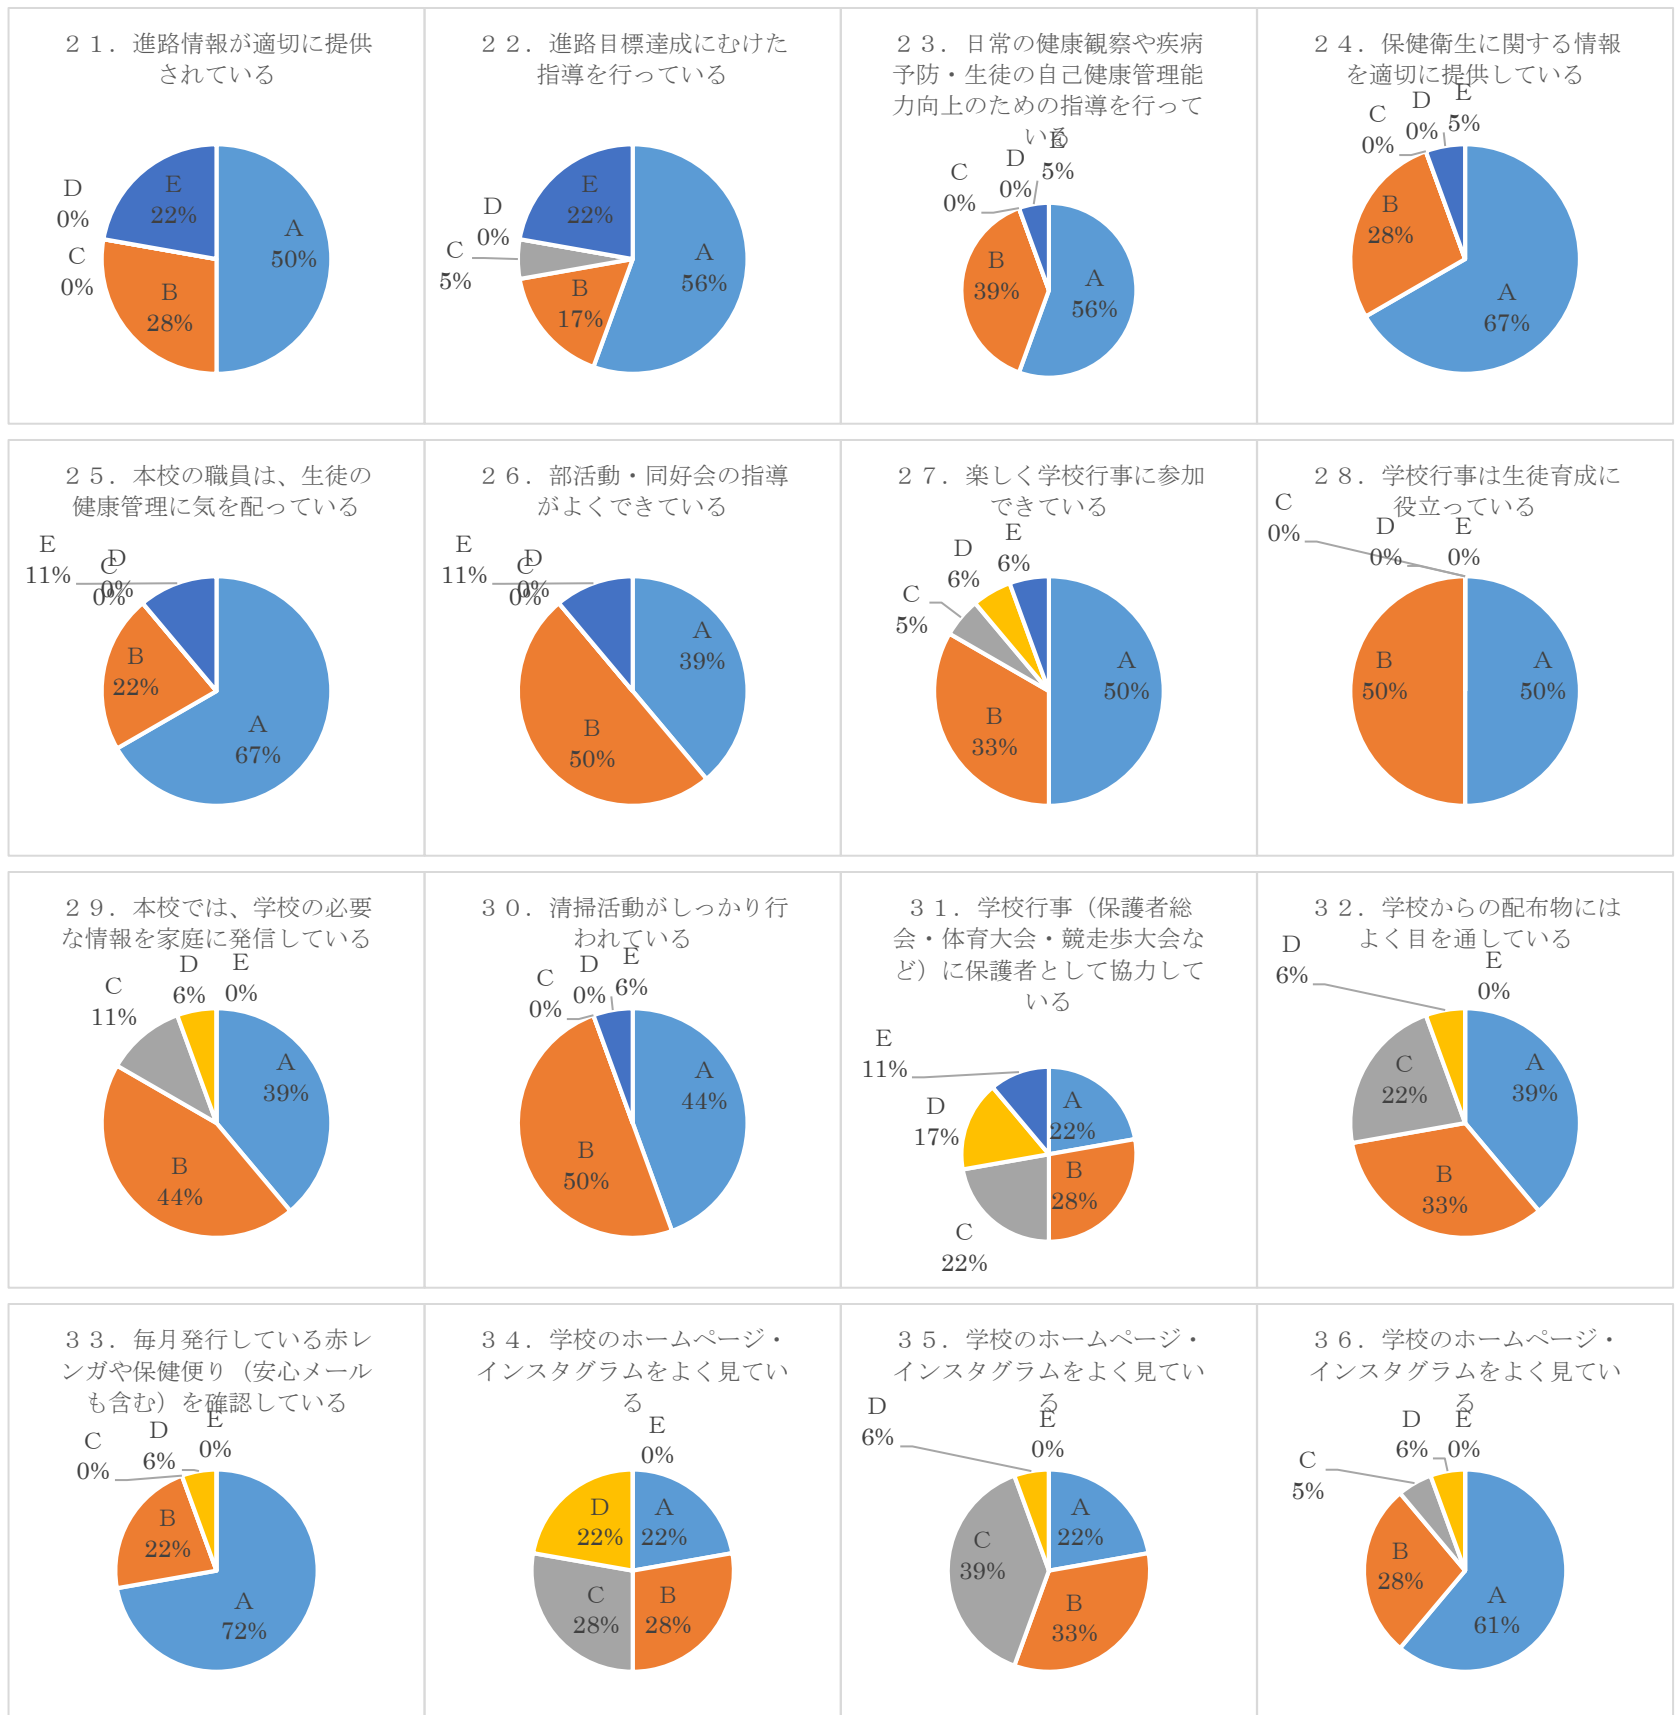 ２１．進路情報が適切に提供
されている
D
0%
C
0%
E
22%
A
50%
B
28%
２２．進路目標達成にむけた
指導を行っている
D
0%
C
5%
E
22%
A
56%
B
17%
２３．日常の健康観察や疾病
予防・生徒の自己健康管理能
力向上のための指導を行って
いる
C
0%
D
0%
E
5%
B
39%
A
56%
２４．保健衛生に関する情報
を適切に提供している
C
0%
D
0%
E
5%
B
28%
A
67%
２５．本校の職員は、生徒の
健康管理に気を配っている
E
11%
C
0%
D
0%
B
22%
A
67%
２６．部活動・同好会の指導
がよくできている
E
11%
C
0%
D
0%
A
39%
B
50%
２７．楽しく学校行事に参加
できている
C
5%
D
6%
E
6%
A
50%
B
33%
２８．学校行事は生徒育成に
役立っている
C
0%
D
0%
E
0%
B
50%
A
50%
２９．本校では、学校の必要
な情報を家庭に発信している
C
11%
D
6%
E
0%
A
39%
B
44%
３０．清掃活動がしっかり行
われている
C
0%
D
0%
E
6%
A
44%
B
50%
３１．学校行事（保護者総
会・体育大会・競走歩大会な
ど）に保護者として協力して
いる
E
11%
D
17%
A
22%
B
28%
C
22%
３２．学校からの配布物には
よく目を通している
D
6%
E
0%
C
22%
A
39%
B
33%
３３．毎月発行している赤レ
ンガや保健便り（安心メール
も含む）を確認している
C
0%
D
6%
E
0%
B
22%
A
72%
３４．学校のホームページ・
インスタグラムをよく見てい
る
E
0%
D
22%
A
22%
C
28%
B
28%
３５．学校のホームページ・
インスタグラムをよく見てい
る
D
6%
E
0%
A
22%
C
39%
B
33%
３６．学校のホームページ・
インスタグラムをよく見てい
る
C
5%
D
6%
E
0%
B
28%
A
61%